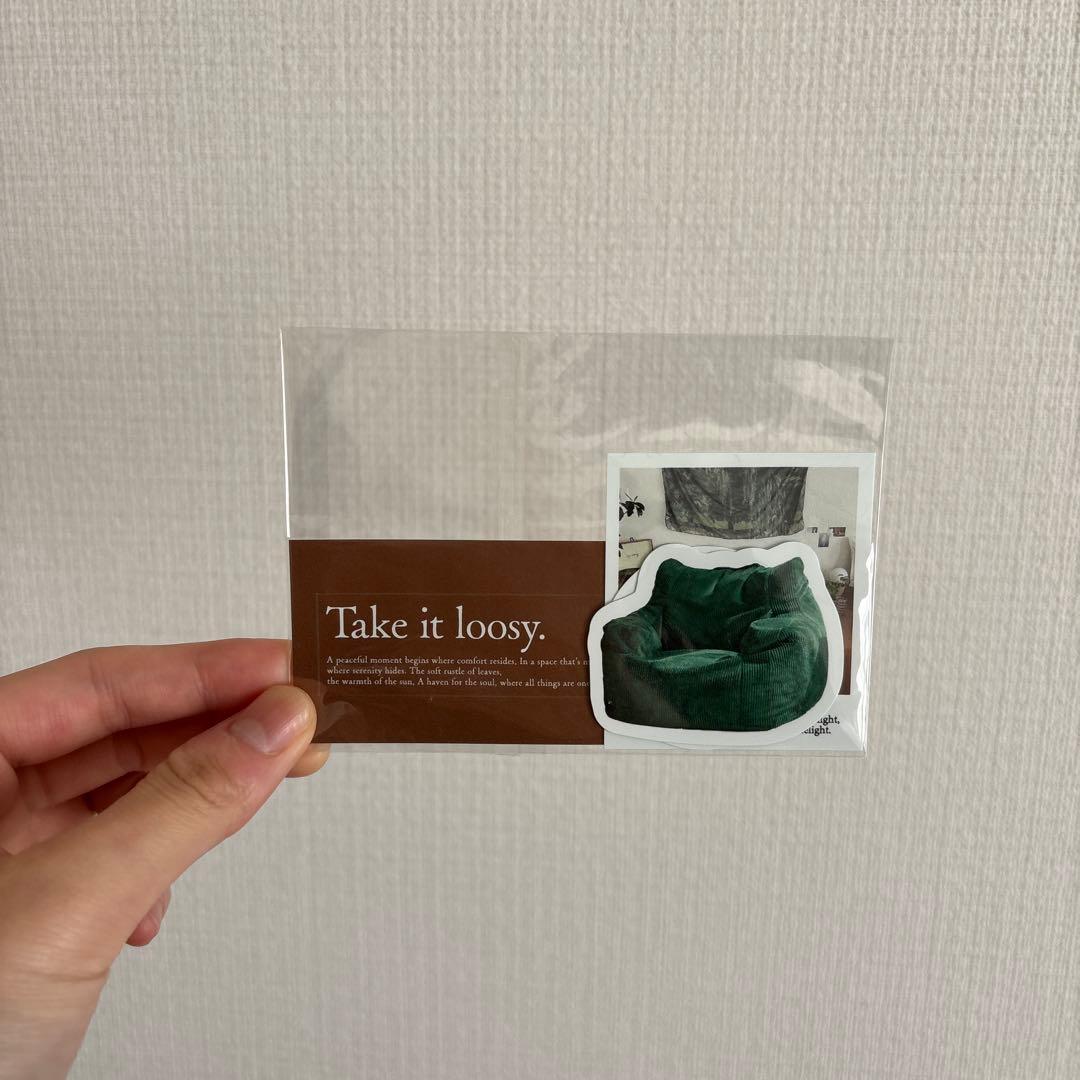 Take it loosy.
A peaceful moment begins where comfort resides, In a space that's
where serenity hides. The soft rustle of leaves,
the warmth of the sun, A haven for the soul, where all things are